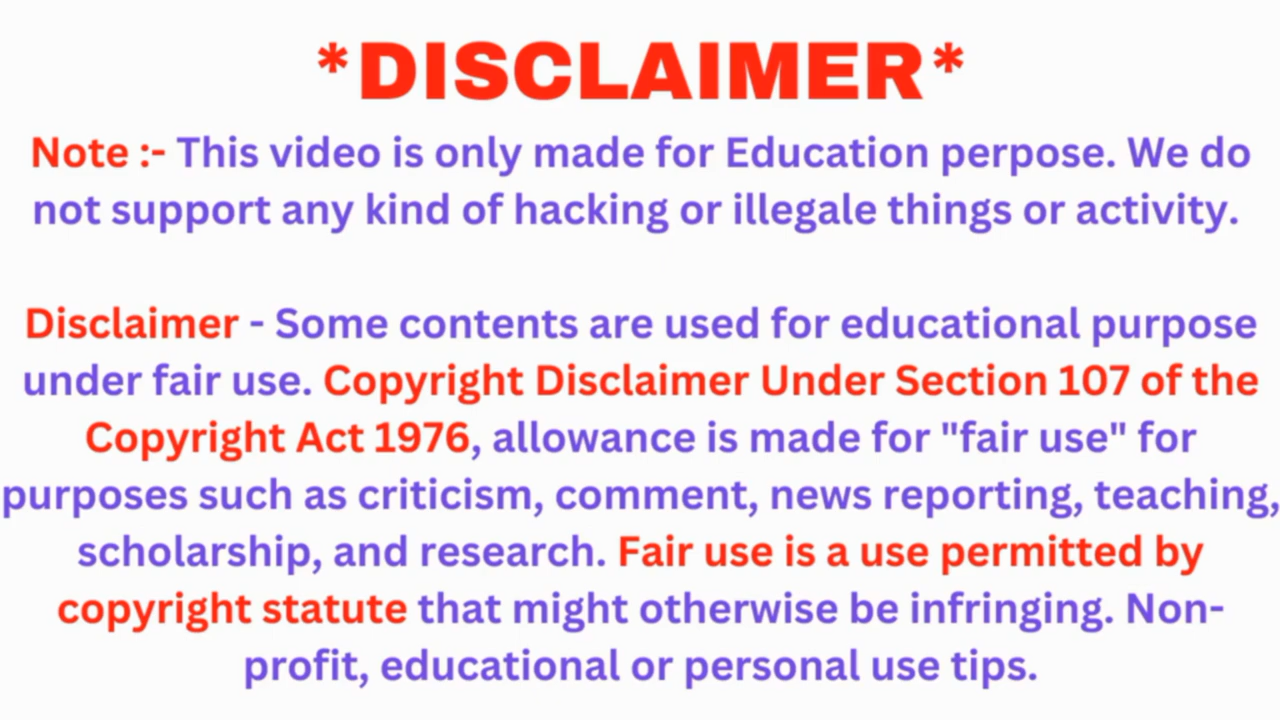 *DISCLAIMER*
Note :- This video is only made for Education perpose. We do
not support any kind of hacking or illegale things or activity.
Disclaimer - Some contents are used for educational purpose
under fair use. Copyright Disclaimer Under Section 107 of the
Copyright Act 1976, allowance is made for "fair use" for
purposes such as criticism, comment, news reporting, teaching,
scholarship, and research. Fair use is a use permitted by
copyright statute that might otherwise be infringing. Non-
profit, educational or personal use tips.